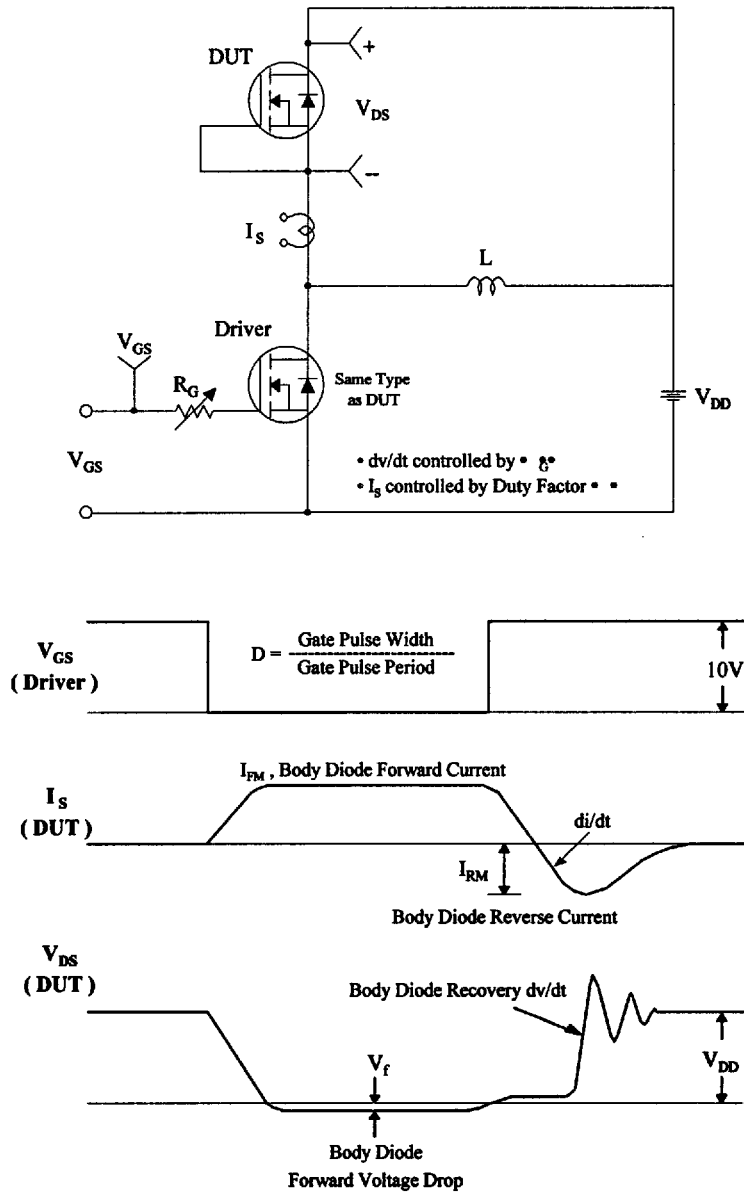 DUT
+
V_DS
--
I_S
L
Driver
V_GS
R_G
Same Type
as DUT
V_DD
V_GS
• dv/dt controlled by
• I_S controlled by Duty Factor
V_GS
( Driver )
D = Gate Pulse Width
Gate Pulse Period
10V
I_FM , Body Diode Forward Current
I_S
( DUT )
di/dt
I_RM
Body Diode Reverse Current
V_DS
( DUT )
Body Diode Recovery dv/dt
V_f
V_DD
Body Diode
Forward Voltage Drop